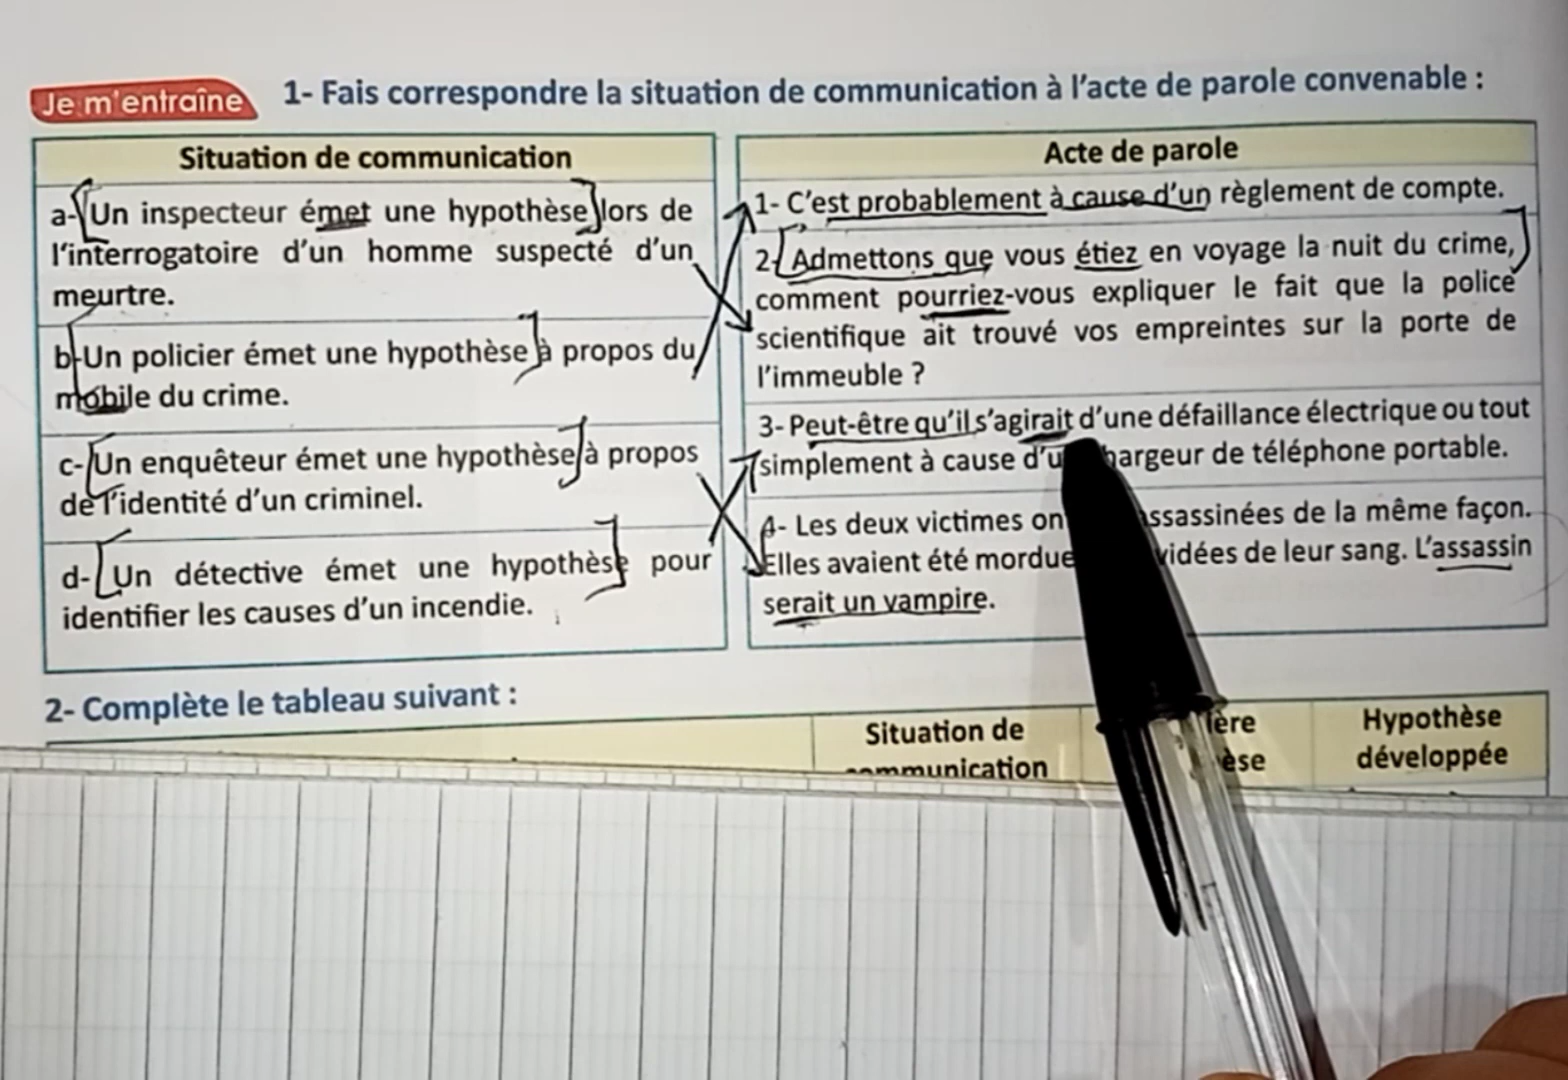 Je m'entraîne
1- Fais correspondre la situation de communication à l'acte de parole convenable :
Situation de communication
a- Un inspecteur émet une hypothèse lors de
l'interrogatoire d'un homme suspecté d'un
meurtre.
b- Un policier émet une hypothèse à propos du
mobile du crime.
c- Un enquêteur émet une hypothèse à propos
de l'identité d'un criminel.
d- Un détective émet une hypothèse pour
identifier les causes d'un incendie.
Acte de parole
1- C'est probablement à cause d'un règlement de compte.
2- Admettons que vous étiez en voyage la nuit du crime,
comment pourriez-vous expliquer le fait que la police
scientifique ait trouvé vos empreintes sur la porte de
l'immeuble ?
3- Peut-être qu'il s'agirait d'une défaillance électrique ou tout
simplement à cause d'u hargeur de téléphone portable.
4- Les deux victimes on ssassinées de la même façon.
Elles avaient été mordue vidées de leur sang. L'assassin
serait un vampire.
2- Complète le tableau suivant :
Situation de
communication
ière
èse
Hypothèse
développée